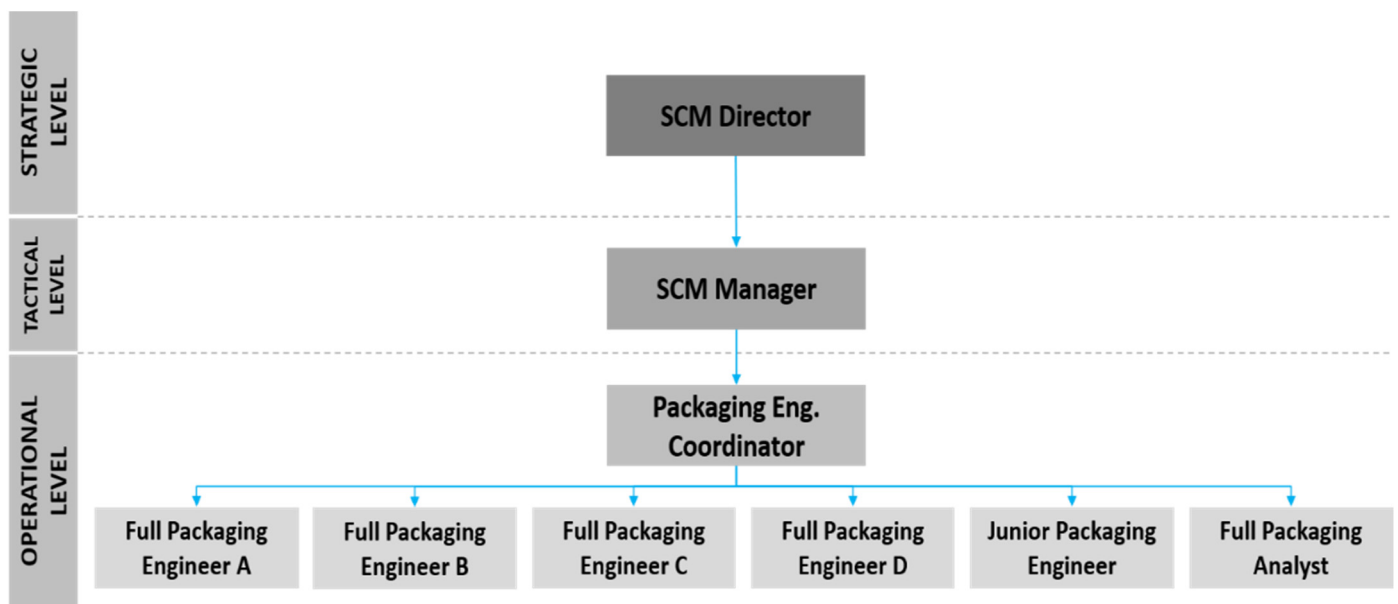 STRATEGIC
LEVEL
SCM Director
TACTICAL
LEVEL
SCM Manager
OPERATIONAL
LEVEL
Packaging Eng.
Coordinator
Full Packaging
Engineer A
Full Packaging
Engineer B
Full Packaging
Engineer C
Full Packaging
Engineer D
Junior Packaging
Engineer
Full Packaging
Analyst